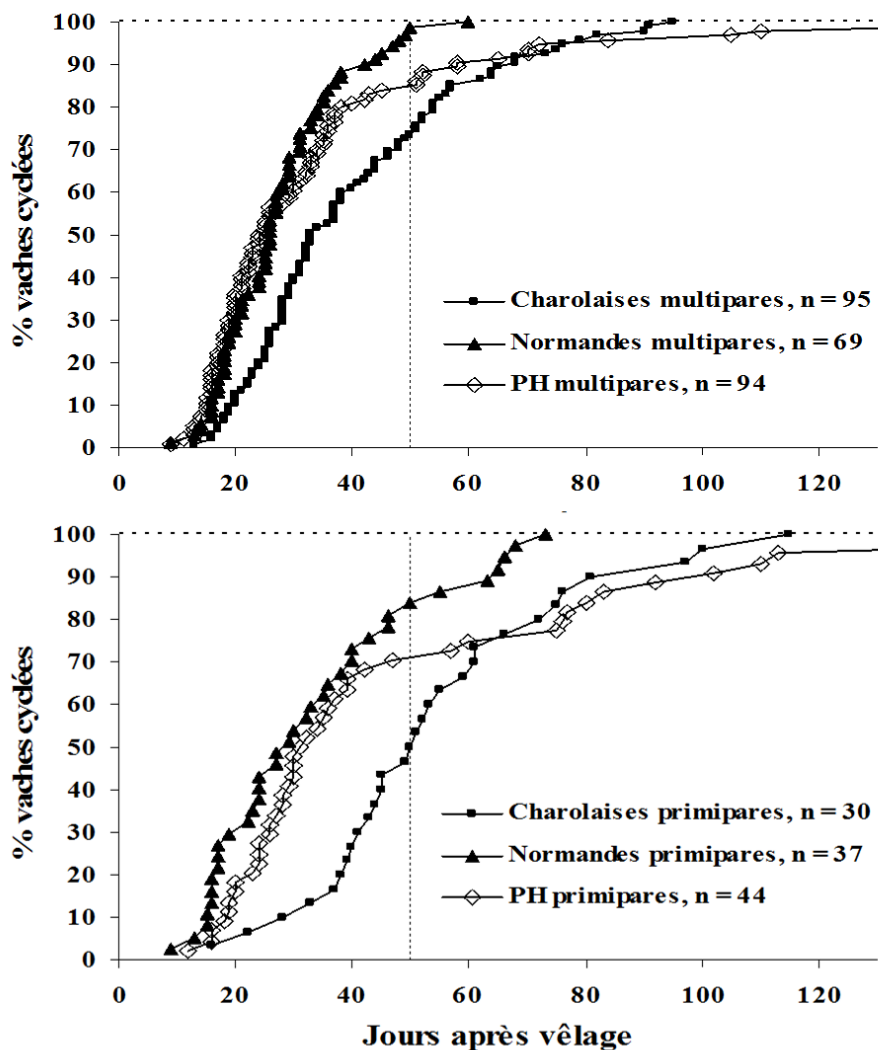 100
90
80
70
60
50
40
30
20
10
0
% vaches cyclées
Charolaises multipares, n = 95
Normandes multipares, n = 69
PH multipares, n = 94
0 20 40 60 80 100 120
100
90
80
70
60
50
40
30
20
10
0
% vaches cyclées
Charolaises primipares, n = 30
Normandes primipares, n = 37
PH primipares, n = 44
0 20 40 60 80 100 120
Jours après vêlage